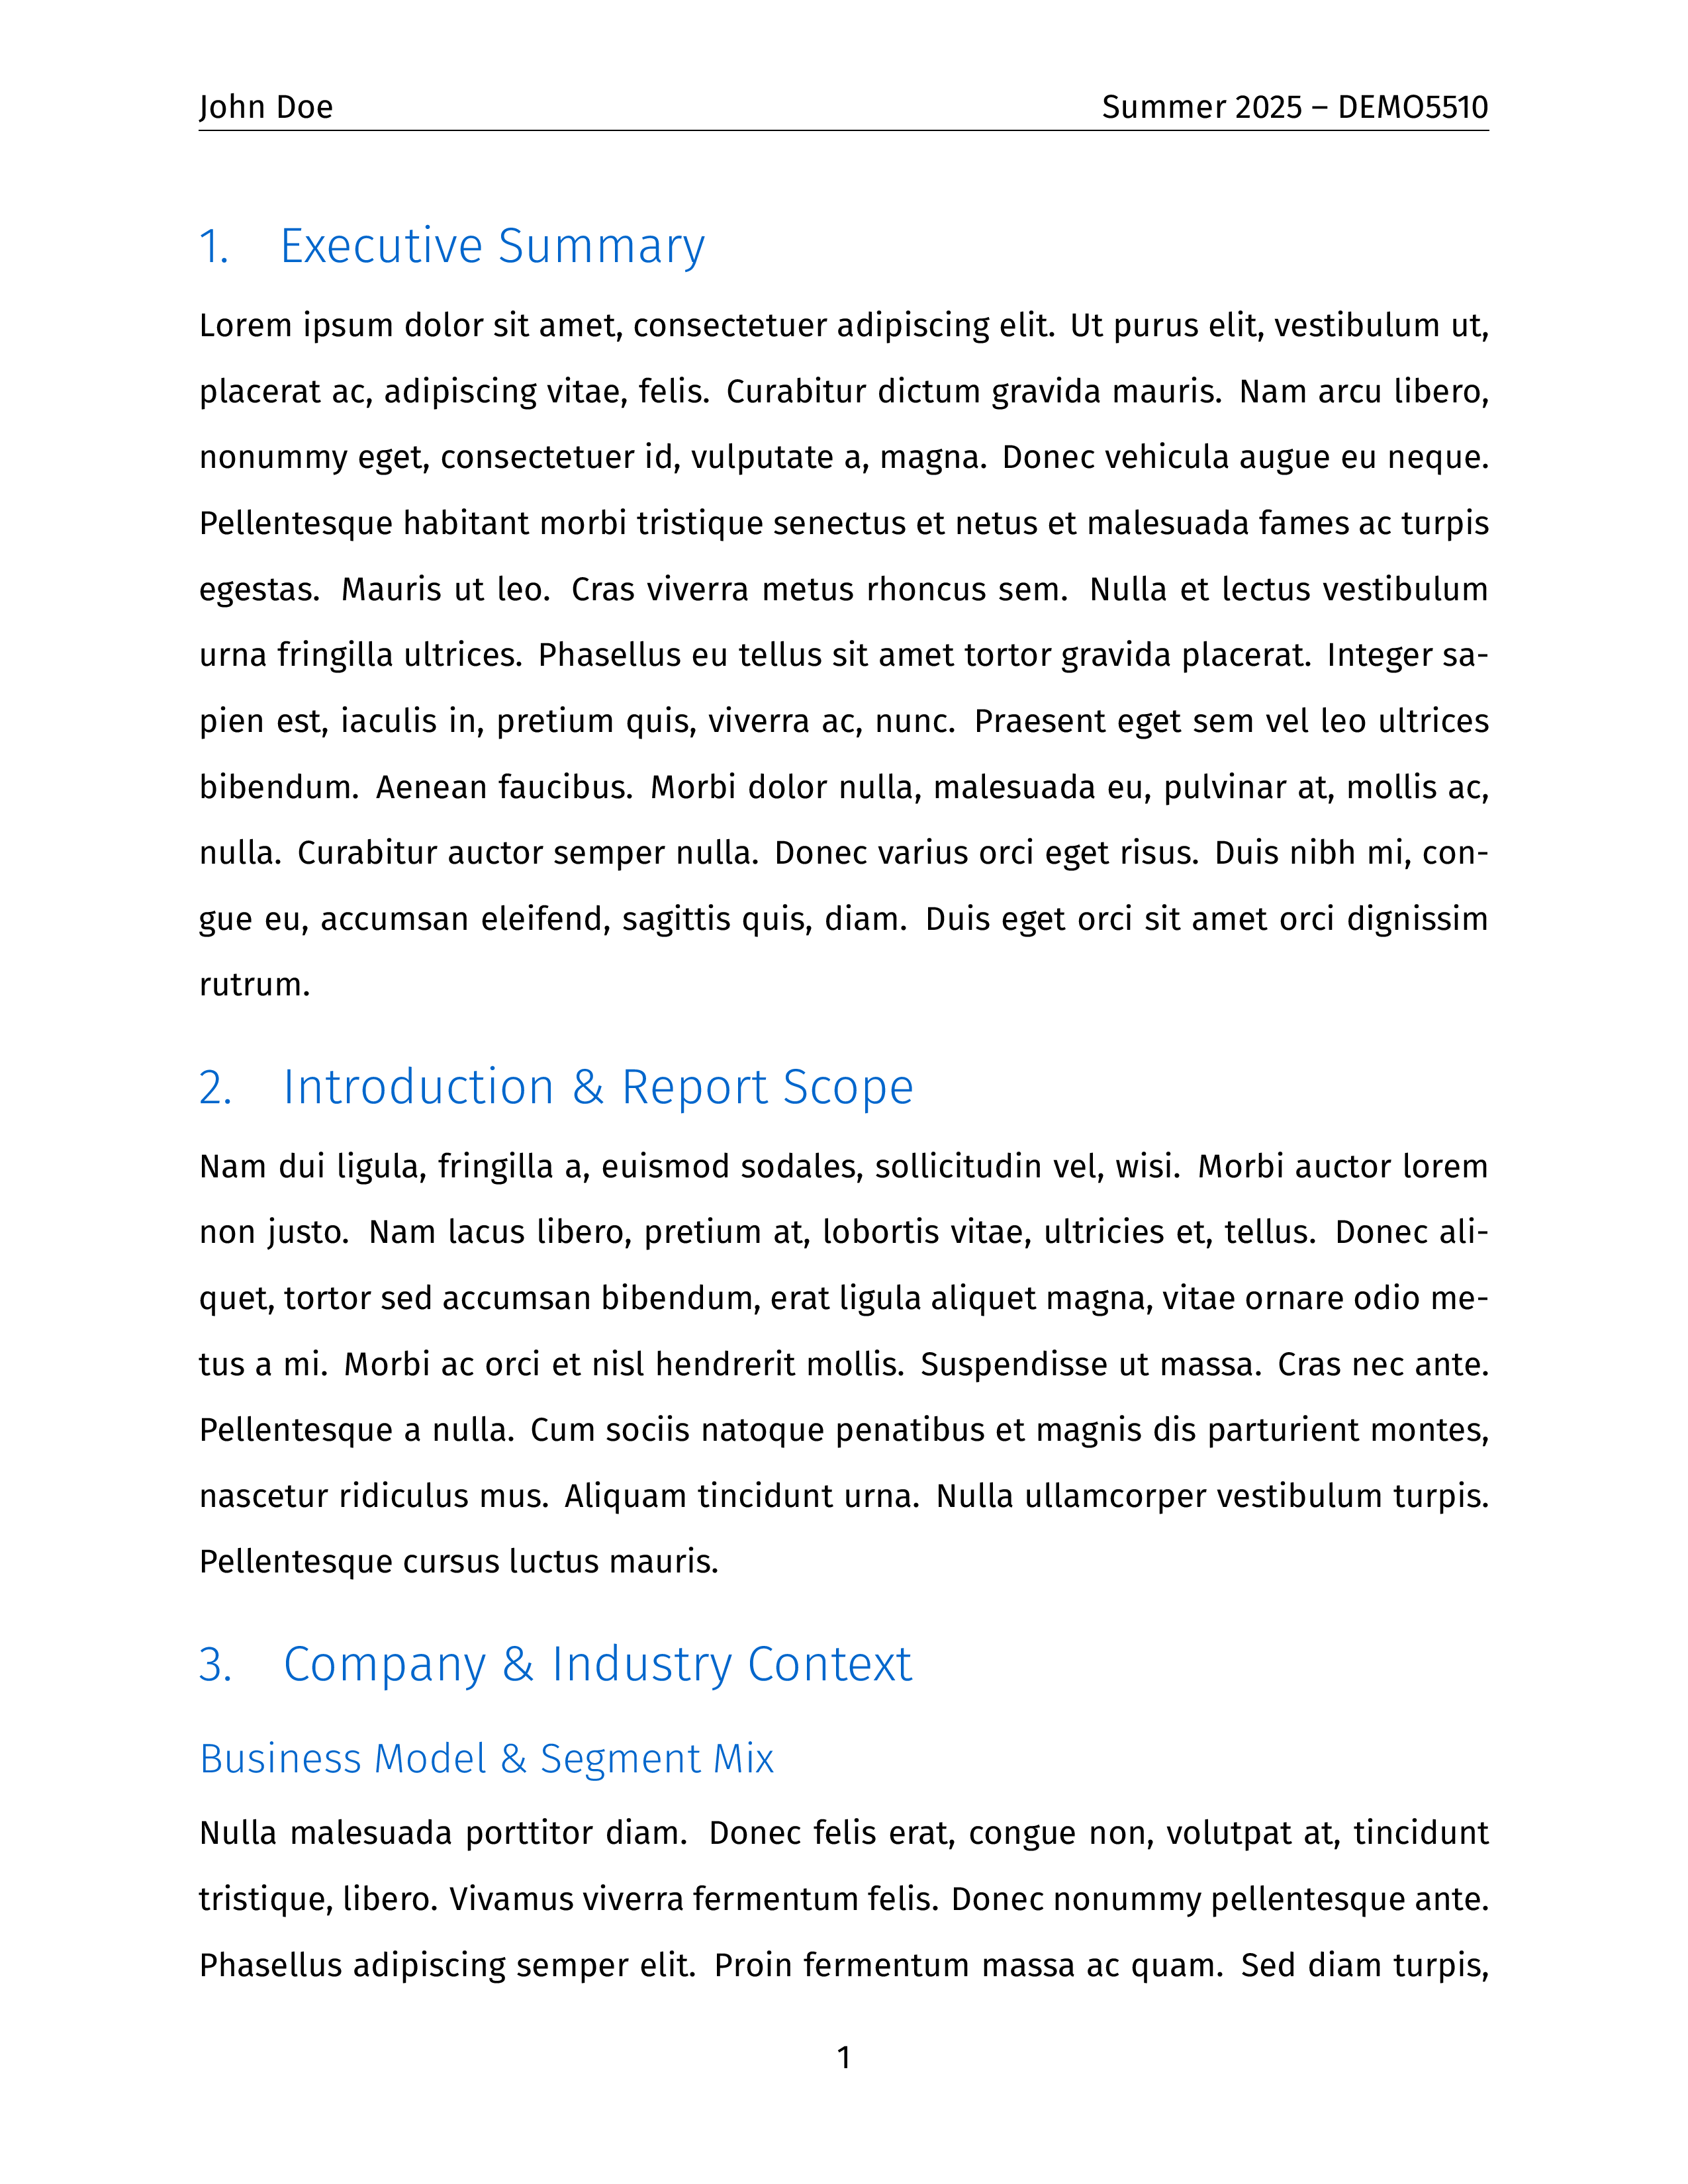 John Doe
Summer 2025 – DEMO5510
1. Executive Summary
Lorem ipsum dolor sit amet, consectetuer adipiscing elit. Ut purus elit, vestibulum ut,
placerat ac, adipiscing vitae, felis. Curabitur dictum gravida mauris. Nam arcu libero,
nonummy eget, consectetuer id, vulputate a, magna. Donec vehicula augue eu neque.
Pellentesque habitant morbi tristique senectus et netus et malesuada fames ac turpis
egestas. Mauris ut leo. Cras viverra metus rhoncus sem. Nulla et lectus vestibulum
urna fringilla ultrices. Phasellus eu tellus sit amet tortor gravida placerat. Integer sa-
pien est, iaculis in, pretium quis, viverra ac, nunc. Praesent eget sem vel leo ultrices
bibendum. Aenean faucibus. Morbi dolor nulla, malesuada eu, pulvinar at, mollis ac,
nulla. Curabitur auctor semper nulla. Donec varius orci eget risus. Duis nibh mi, con-
gue eu, accumsan eleifend, sagittis quis, diam. Duis eget orci sit amet orci dignissim
rutrum.
2. Introduction & Report Scope
Nam dui ligula, fringilla a, euismod sodales, sollicitudin vel, wisi. Morbi auctor lorem
non justo. Nam lacus libero, pretium at, lobortis vitae, ultricies et, tellus. Donec ali-
quet, tortor sed accumsan bibendum, erat ligula aliquet magna, vitae ornare odio me-
tus a mi. Morbi ac orci et nisl hendrerit mollis. Suspendisse ut massa. Cras nec ante.
Pellentesque a nulla. Cum sociis natoque penatibus et magnis dis parturient montes,
nascetur ridiculus mus. Aliquam tincidunt urna. Nulla ullamcorper vestibulum turpis.
Pellentesque cursus luctus mauris.
3. Company & Industry Context
Business Model & Segment Mix
Nulla malesuada porttitor diam. Donec felis erat, congue non, volutpat at, tincidunt
tristique, libero. Vivamus viverra fermentum felis. Donec nonummy pellentesque ante.
Phasellus adipiscing semper elit. Proin fermentum massa ac quam. Sed diam turpis,
1